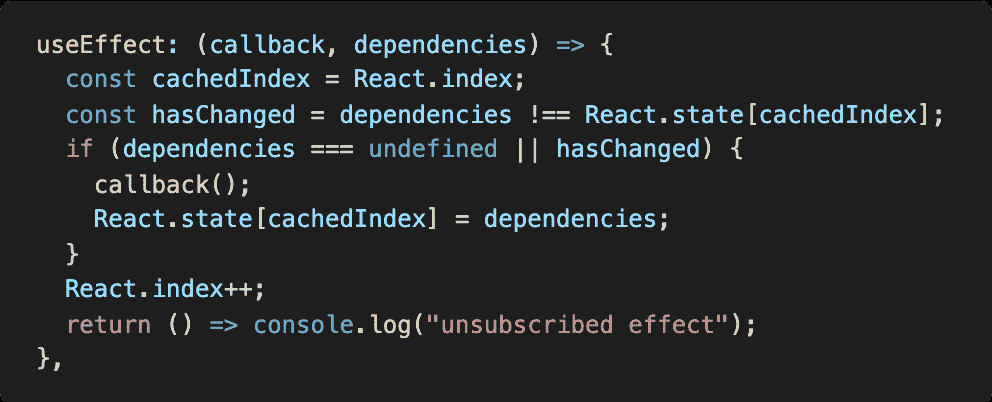 useEffect: (callback, dependencies) => {
  const cachedIndex = React.index;
  const hasChanged = dependencies !== React.state[cachedIndex];
  if (dependencies === undefined || hasChanged) {
    callback();
    React.state[cachedIndex] = dependencies;
  }
  React.index++;
  return () => console.log("unsubscribed effect");
},